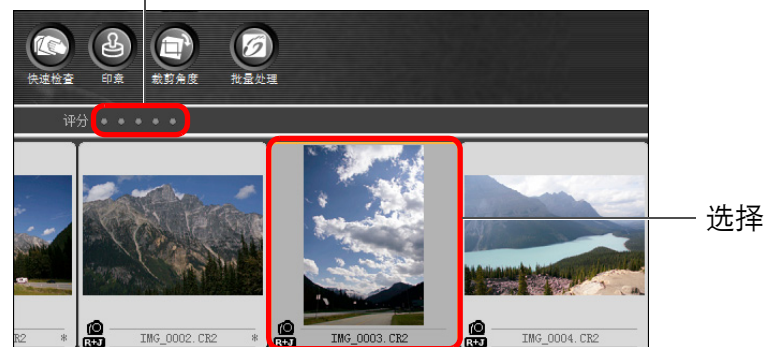 快速检查 印章 裁剪角度 批量处理
评分
选择
R2 * IMG_0002.CR2 * IMG_0003.CR2 IMG_0004.CR2
R+J R+J R+J